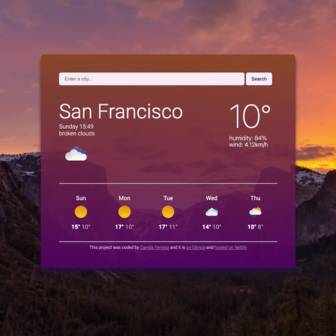 Enter a city...
Search
San Francisco
10°
Sunday 15:49
broken clouds
humidity: 84%
wind: 4.12km/h
Sun Mon Tue Wed Thu
15° 10° 17° 10° 17° 11° 14° 10° 10° 8°
This project was coded by Camila Ferreira and it is on GitHub and hosted on Netlify